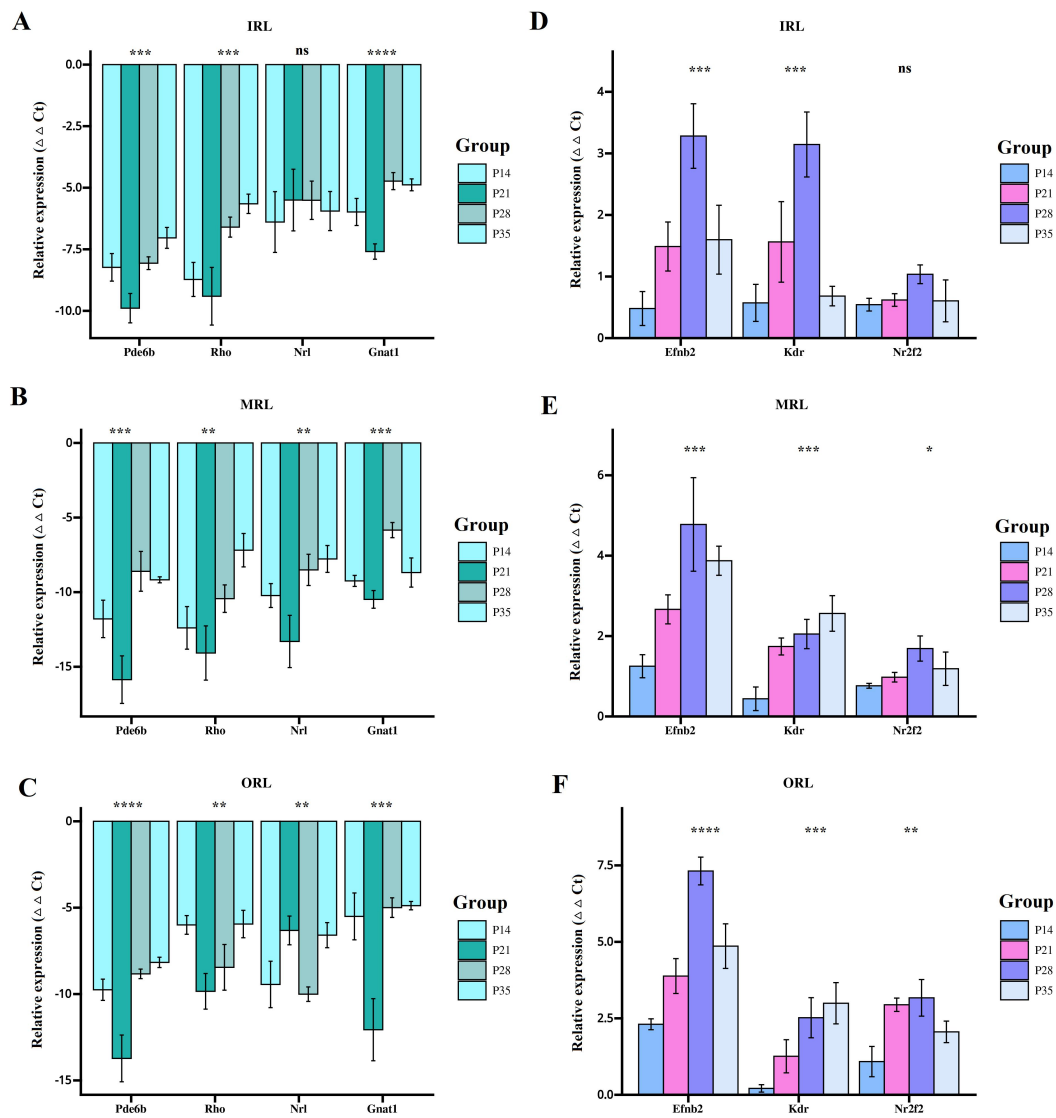 A
IRL
*** *** ns ****
0.0
-2.5
-5.0
-7.5
-10.0
Relative expression (△ △ Ct)
Pde6b Rho Nrl Gnat1
Group
P14
P21
P28
P35
D
IRL
*** *** ns
4
3
2
1
0
Relative expression (△ △ Ct)
Efnb2 Kdr Nr2f2
Group
P14
P21
P28
P35
B
MRL
*** ** ** ***
0
-5
-10
-15
Relative expression (△ △ Ct)
Pde6b Rho Nrl Gnat1
Group
P14
P21
P28
P35
E
MRL
*** *** *
6
4
2
0
Relative expression (△ △ Ct)
Efnb2 Kdr Nr2f2
Group
P14
P21
P28
P35
C
ORL
**** ** ** ***
0
-5
-10
-15
Relative expression (△ △ Ct)
Pde6b Rho Nrl Gnat1
Group
P14
P21
P28
P35
F
ORL
**** *** **
7.5
5.0
2.5
0.0
Relative expression (△ △ Ct)
Efnb2 Kdr Nr2f2
Group
P14
P21
P28
P35